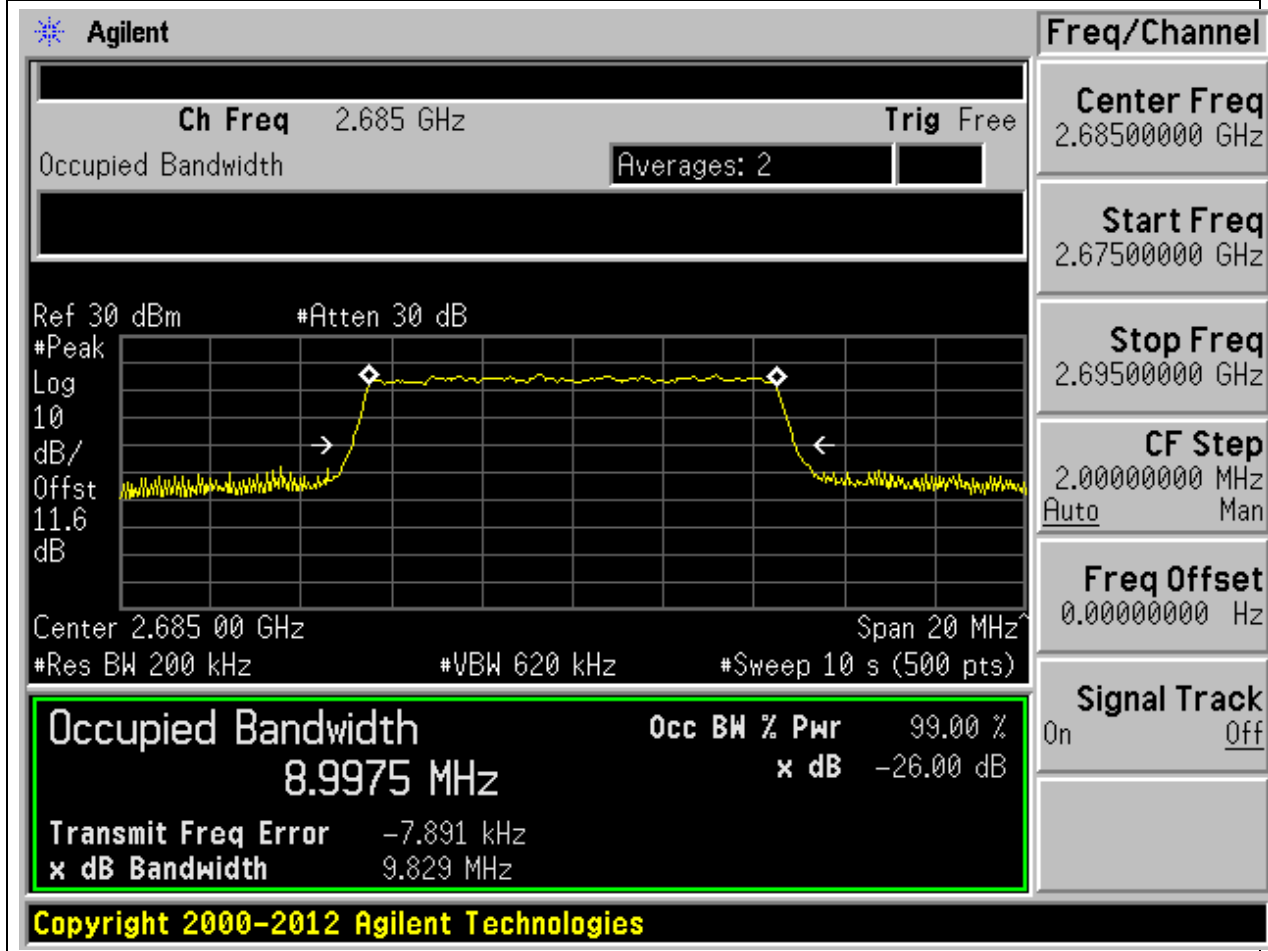 Agilent
Freq/Channel
Ch Freq 2.685 GHz Trig Free
Occupied Bandwidth Averages: 2
Center Freq
2.68500000 GHz
Start Freq
2.67500000 GHz
Stop Freq
2.69500000 GHz
CF Step
2.00000000 MHz
Auto Man
Freq Offset
0.00000000 Hz
Signal Track
On Off
Ref 30 dBm #Atten 30 dB
#Peak
Log
10
dB/
Offst
11.6
dB
Center 2.685 00 GHz Span 20 MHz^
#Res BW 200 kHz #VBW 620 kHz #Sweep 10 s (500 pts)
Occupied Bandwidth Occ BW % Pwr 99.00 %
8.9975 MHz x dB -26.00 dB
Transmit Freq Error -7.891 kHz
x dB Bandwidth 9.829 MHz
Copyright 2000-2012 Agilent Technologies